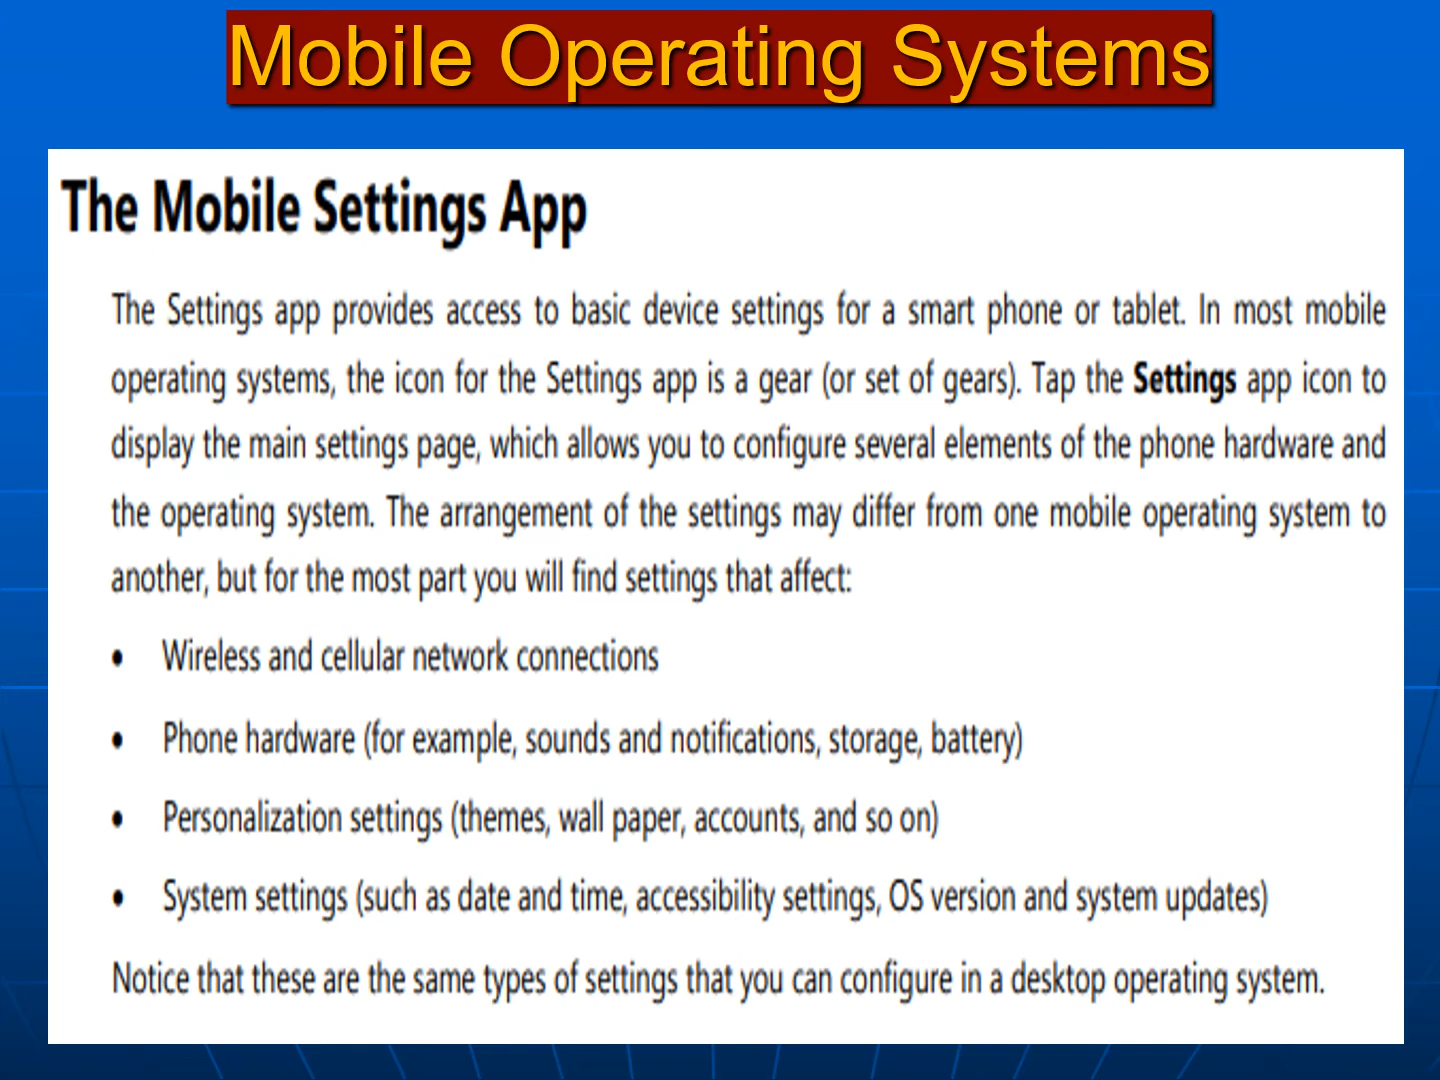 Mobile Operating Systems
The Mobile Settings App
The Settings app provides access to basic device settings for a smart phone or tablet. In most mobile
operating systems, the icon for the Settings app is a gear (or set of gears). Tap the Settings app icon to
display the main settings page, which allows you to configure several elements of the phone hardware and
the operating system. The arrangement of the settings may differ from one mobile operating system to
another, but for the most part you will find settings that affect:
• Wireless and cellular network connections
• Phone hardware (for example, sounds and notifications, storage, battery)
• Personalization settings (themes, wall paper, accounts, and so on)
• System settings (such as date and time, accessibility settings, OS version and system updates)
Notice that these are the same types of settings that you can configure in a desktop operating system.